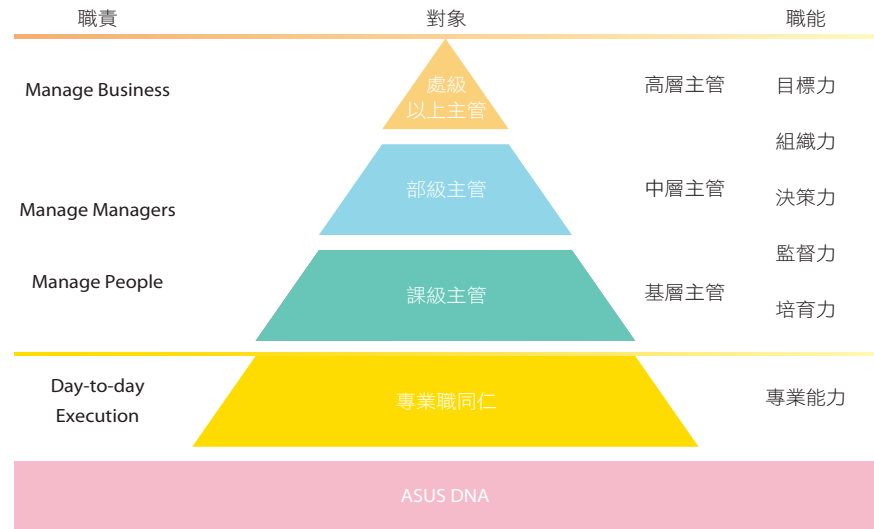 職責
對象
職能
Manage Business
處級
以上主管
高層主管
目標力
組織力
Manage Managers
部級主管
中層主管
決策力
監督力
Manage People
課級主管
基層主管
培育力
Day-to-day
Execution
專業職同仁
專業能力
ASUS DNA